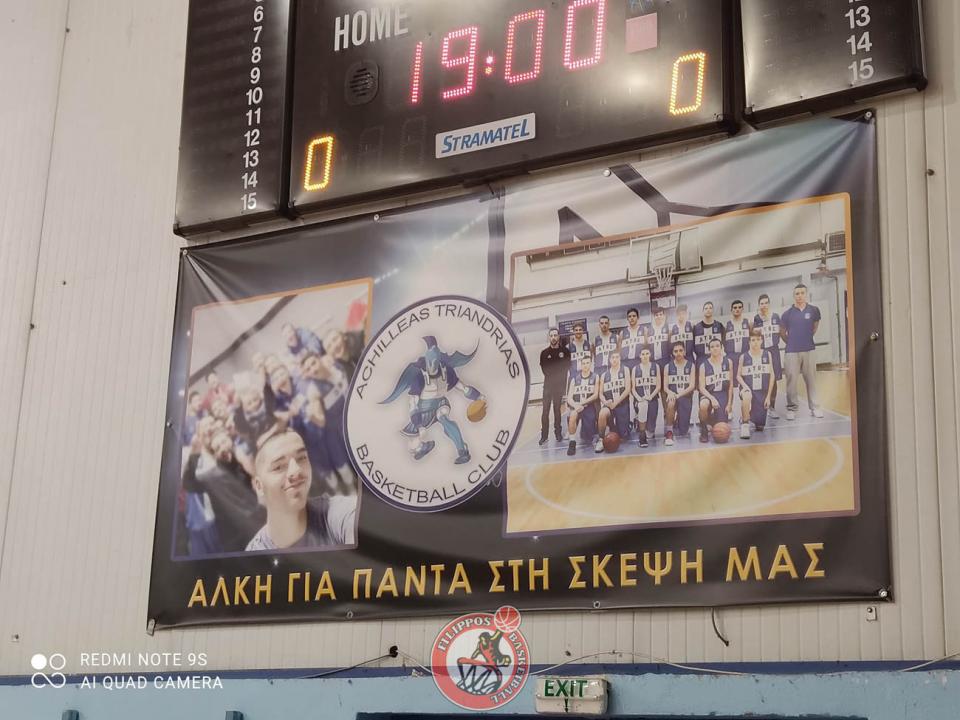 6
7
8
9
10
11
12
13
14
15
HOME
19:00
0
0
STRAMATEL
13
14
15
ACHILLEAS TRIANDRIAS
BASKETBALL CLUB
ΑΛΚΗ ΓΙΑ ΠΑΝΤΑ ΣΤΗ ΣΚΕΨΗ ΜΑΣ
FILIPPOS BASKETBALL
EXIT
REDMI NOTE 9S
AI QUAD CAMERA